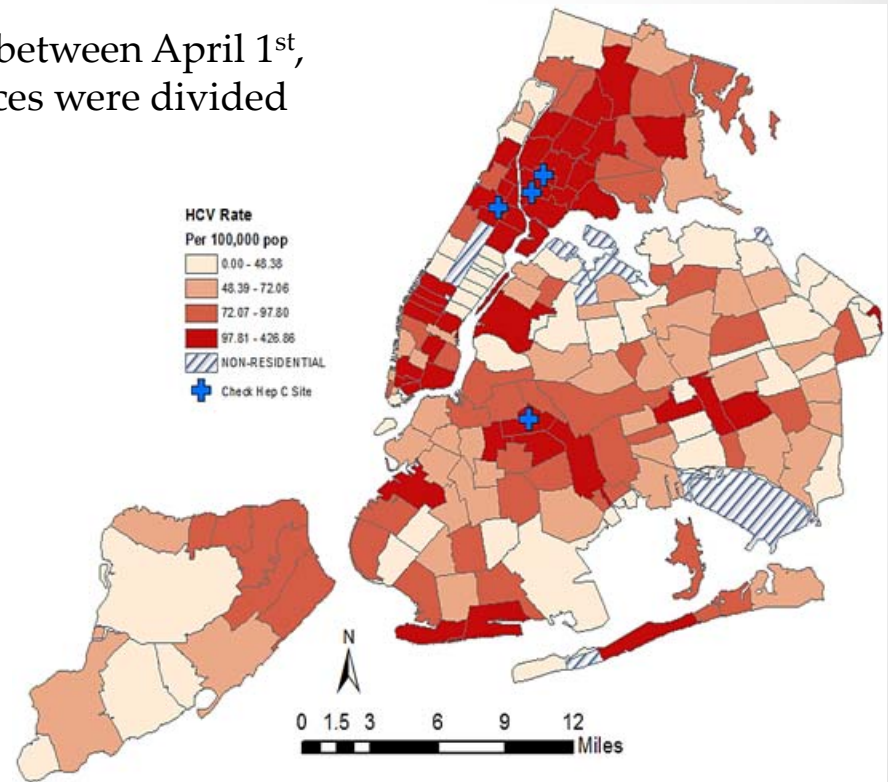 between April 1st,
ces were divided
HCV Rate
Per 100,000 pop
0.00 - 48.38
48.39 - 72.06
72.07 - 97.80
97.81 - 426.86
NON-RESIDENTIAL
Check Hep C Site
N
0 1.5 3 6 9 12
Miles